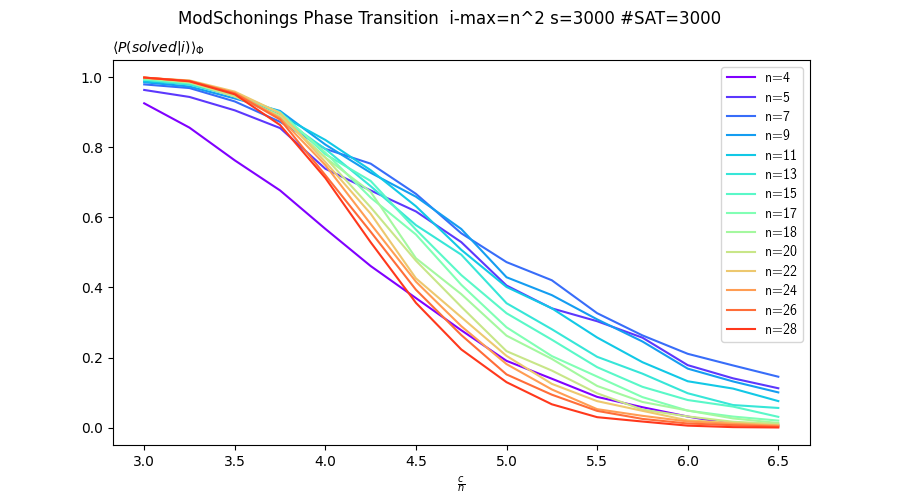 ModSchonings Phase Transition  i-max=n^2 s=3000 #SAT=3000
⟨P(solved|i)⟩Φ
1.0
0.8
0.6
0.4
0.2
0.0
3.0 3.5 4.0 4.5 5.0 5.5 6.0 6.5
c/n
n=4
n=5
n=7
n=9
n=11
n=13
n=15
n=17
n=18
n=20
n=22
n=24
n=26
n=28